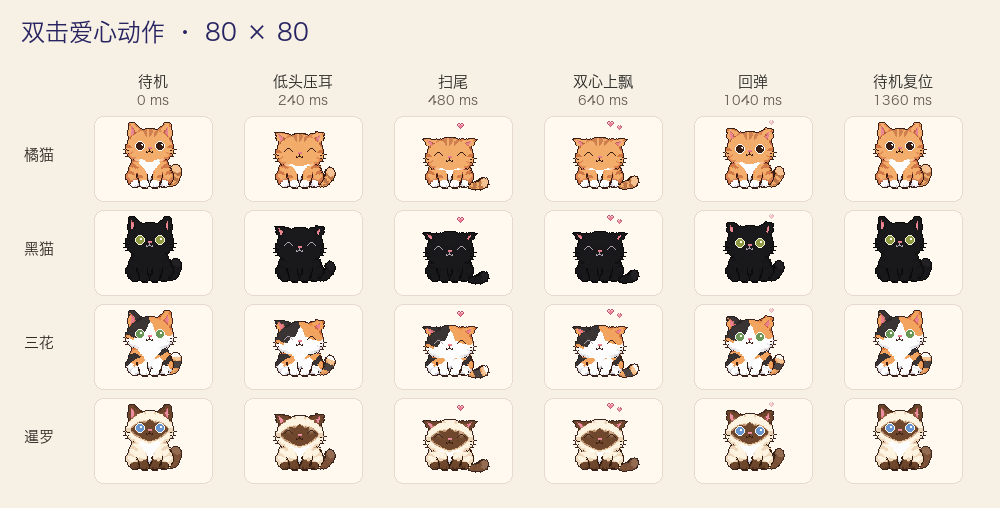 双击爱心动作 · 80 × 80
待机 低头压耳 扫尾 双心上飘 回弹 待机复位
0 ms 240 ms 480 ms 640 ms 1040 ms 1360 ms
橘猫
黑猫
三花
暹罗